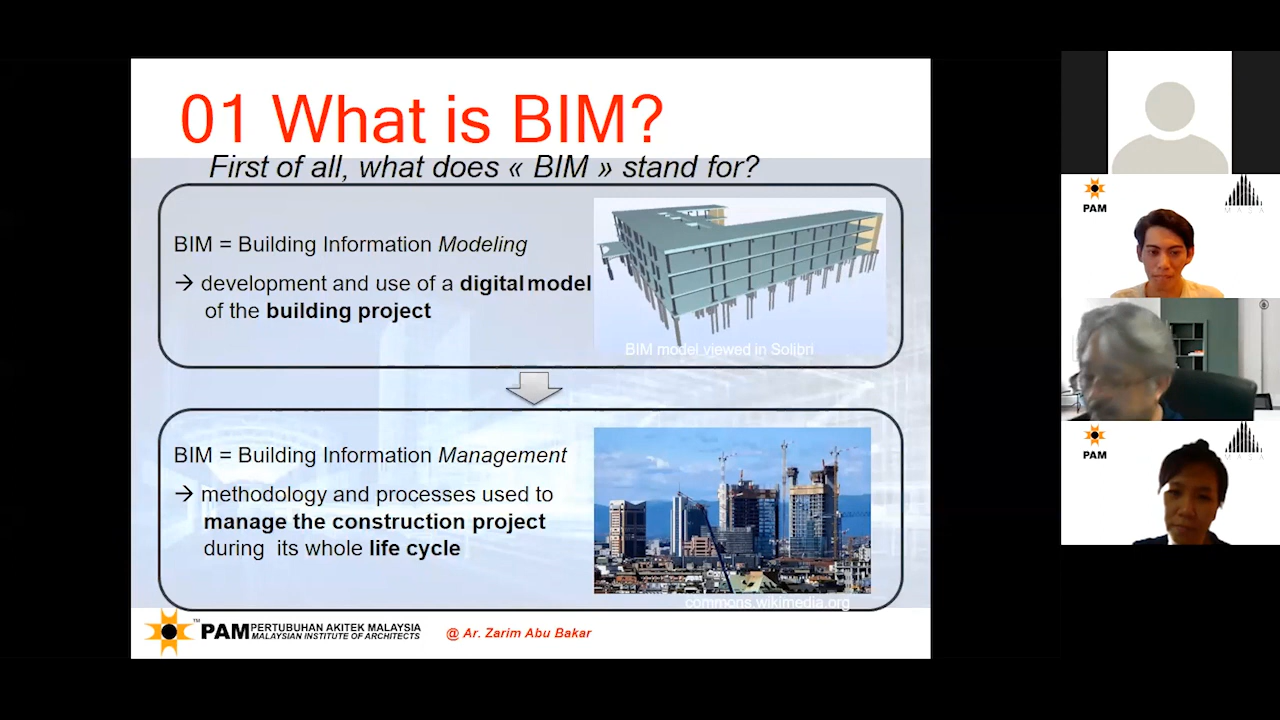 01 What is BIM?
First of all, what does « BIM » stand for?
BIM = Building Information Modeling
→ development and use of a digital model
of the building project
BIM model viewed in Solibri
BIM = Building Information Management
→ methodology and processes used to
manage the construction project
during its whole life cycle
commons.wikimedia.org
PAM™ PERTUBUHAN AKITEK MALAYSIA
MALAYSIAN INSTITUTE OF ARCHITECTS
@ Ar. Zarim Abu Bakar
PAM
PAM